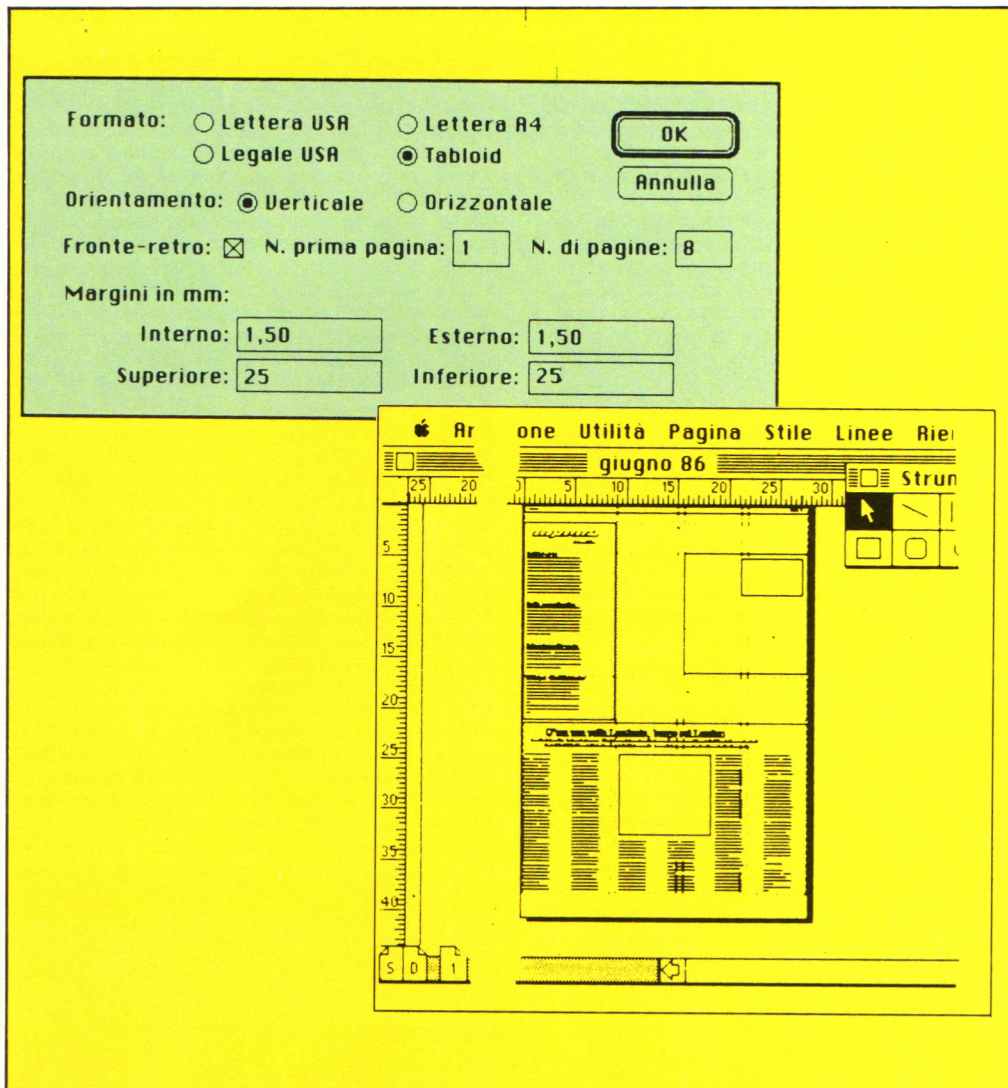 Formato: Lettera USA Lettera A4
Legale USA Tabloid
OK
Annulla
Orientamento: Verticale Orizzontale
Fronte-retro: N. prima pagina: 1 N. di pagine: 8
Margini in mm:
Interno: 1,50 Esterno: 1,50
Superiore: 25 Inferiore: 25
Ar one Utilità Pagina Stile Linee
giugno 86
Strun
25 20 5 10 15 20 25 30
5
10
15
20
25
30
35
40
S D 1